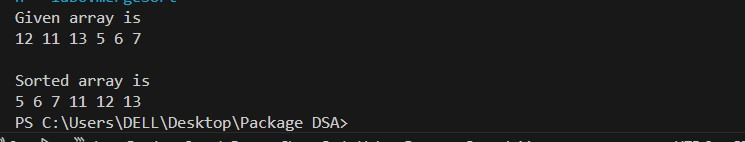 Given array is
12 11 13 5 6 7
Sorted array is
5 6 7 11 12 13
PS C:\Users\DELL\Desktop\Package DSA>